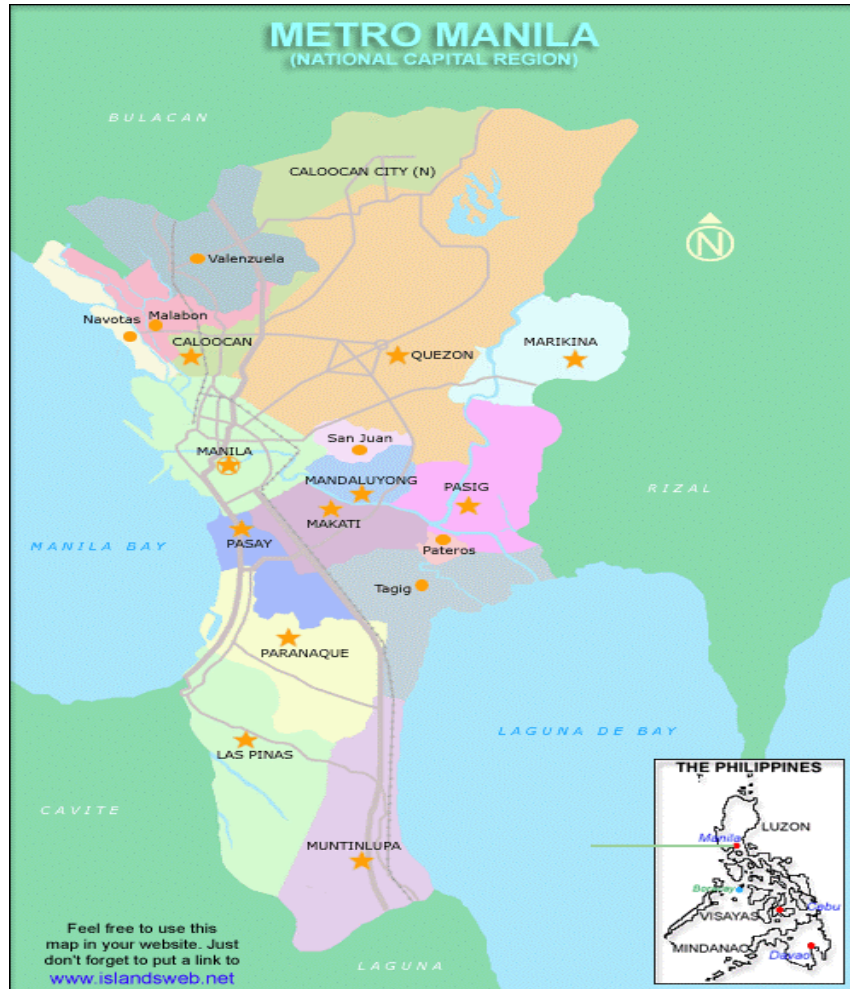 METRO MANILA
(NATIONAL CAPITAL REGION)
BULACAN
CALOOCAN CITY (N)
N
Valenzuela
Navotas
Malabon
CALOOCAN
QUEZON
MARIKINA
San Juan
MANILA
MANDALUYONG
PASIG
RIZAL
MAKATI
PASAY
MANILA BAY
Pateros
Tagig
PARANAQUE
LAGUNA DE BAY
LAS PINAS
CAVITE
MUNTINLUPA
LAGUNA
THE PHILIPPINES
LUZON
Manila
Boracay
Cebu
VISAYAS
MINDANAO
Davao
Feel free to use this
map in your website. Just
don't forget to put a link to
www.islandsweb.net